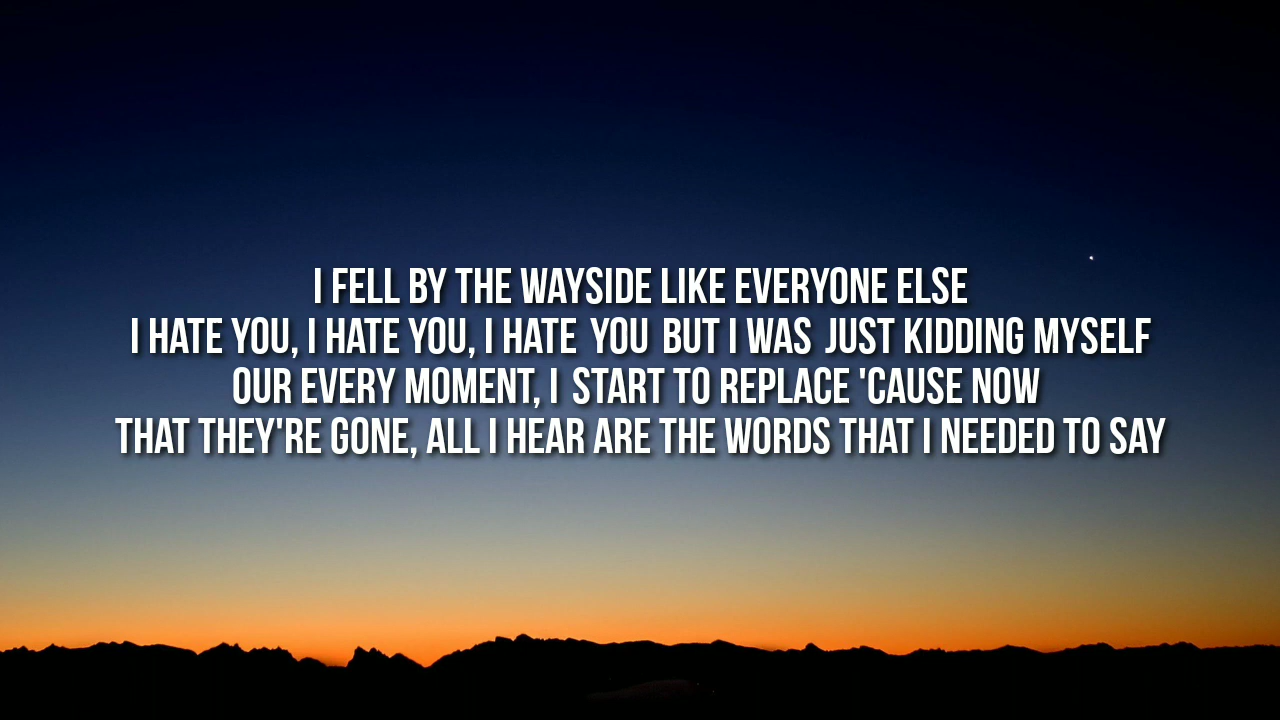 I FELL BY THE WAYSIDE LIKE EVERYONE ELSE
I HATE YOU, I HATE YOU, I HATE YOU BUT I WAS JUST KIDDING MYSELF
OUR EVERY MOMENT, I START TO REPLACE 'CAUSE NOW
THAT THEY'RE GONE, ALL I HEAR ARE THE WORDS THAT I NEEDED TO SAY